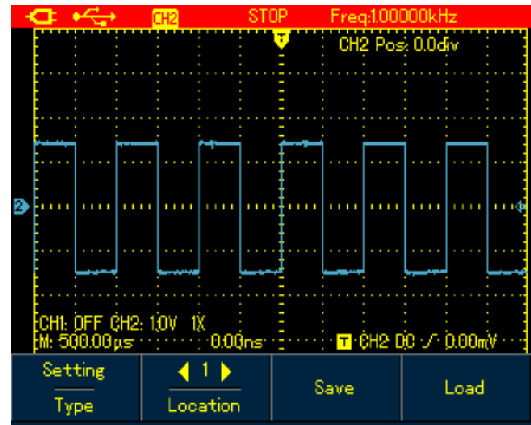 CH2 STOP Freq:1.00000kHz
T CH2 Pos: 0.0div
2
CH1: OFF CH2: 1.0V 1X
M: 500.00μs 0.00ns T CH2 DC 0.00mV
Setting 1 Save Load
Type Location